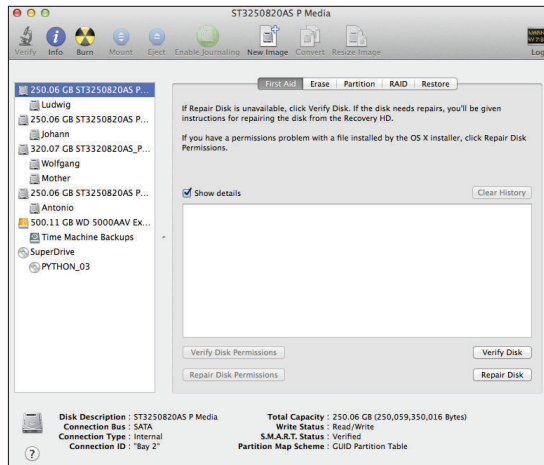 ST3250820AS P Media
Verify Info Burn Mount Eject Enable Journaling New Image Convert Resize Image Log
First Aid Erase Partition RAID Restore
250.06 GB ST3250820AS P...
Ludwig
250.06 GB ST3250820AS P...
Johann
320.07 GB ST3320820AS_P...
Wolfgang
Mother
250.06 GB ST3250820AS P...
Antonio
500.11 GB WD 5000AAV Ex...
Time Machine Backups
SuperDrive
PYTHON_03
If Repair Disk is unavailable, click Verify Disk. If the disk needs repairs, you'll be given
instructions for repairing the disk from the Recovery HD.
If you have a permissions problem with a file installed by the OS X installer, click Repair Disk
Permissions.
Show details
Clear History
Verify Disk Permissions
Verify Disk
Repair Disk Permissions
Repair Disk
Disk Description : ST3250820AS P Media
Connection Bus : SATA
Connection Type : Internal
Connection ID : "Bay 2"
Total Capacity : 250.06 GB (250,059,350,016 Bytes)
Write Status : Read/Write
S.M.A.R.T. Status : Verified
Partition Map Scheme : GUID Partition Table
?